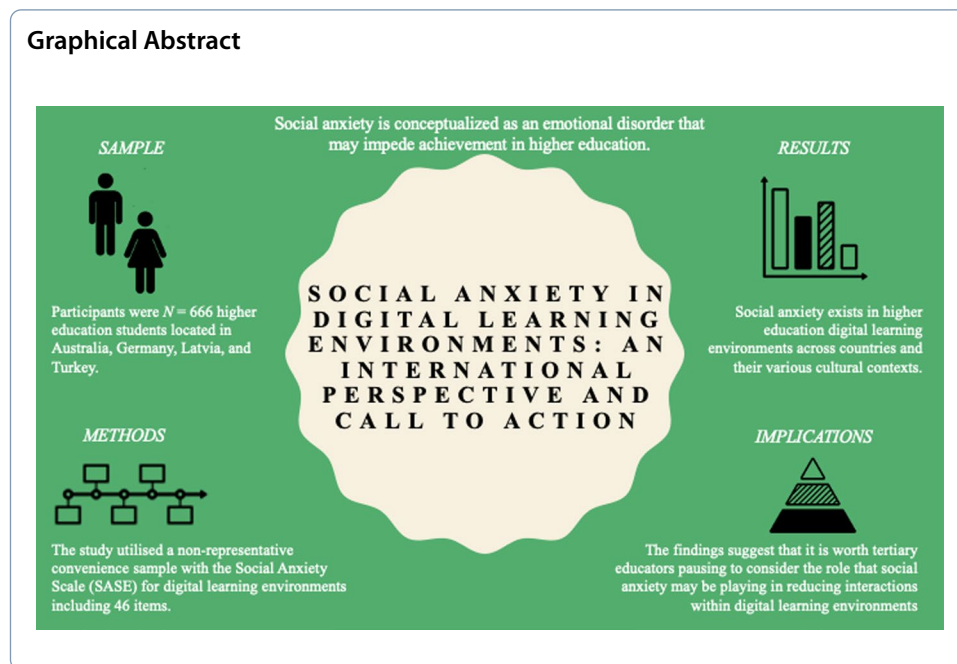 Graphical Abstract
Social anxiety is conceptualized as an emotional disorder that
may impede achievement in higher education.
SAMPLE
Participants were N = 666 higher
education students located in
Australia, Germany, Latvia, and
Turkey.
METHODS
The study utilised a non-representative
convenience sample with the Social Anxiety
Scale (SASE) for digital learning environments
including 46 items.
SOCIAL ANXIETY IN
DIGITAL LEARNING
ENVIRONMENTS: AN
INTERNATIONAL
PERSPECTIVE AND
CALL TO ACTION
RESULTS
Social anxiety exists in higher
education digital learning
environments across countries and
their various cultural contexts.
IMPLICATIONS
The findings suggest that it is worth tertiary
educators pausing to consider the role that social
anxiety may be playing in reducing interactions
within digital learning environments